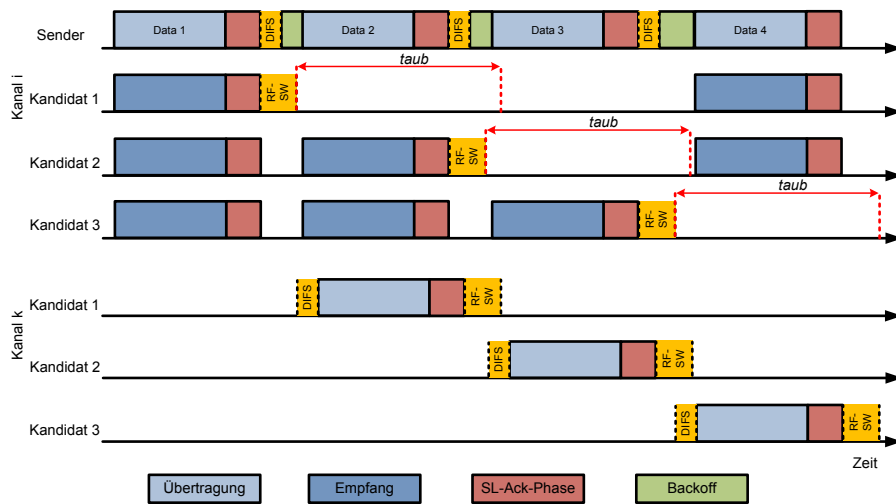 Sender
Data 1
DIFS
Data 2
DIFS
Data 3
DIFS
Data 4
Kanal i
Kandidat 1
RF-
SW
taub
Kandidat 2
RF-
SW
taub
Kandidat 3
RF-
SW
taub
Kanal k
Kandidat 1
DIFS
RF-
SW
Kandidat 2
DIFS
RF-
SW
Kandidat 3
DIFS
RF-
SW
Zeit
Übertragung
Empfang
SL-Ack-Phase
Backoff